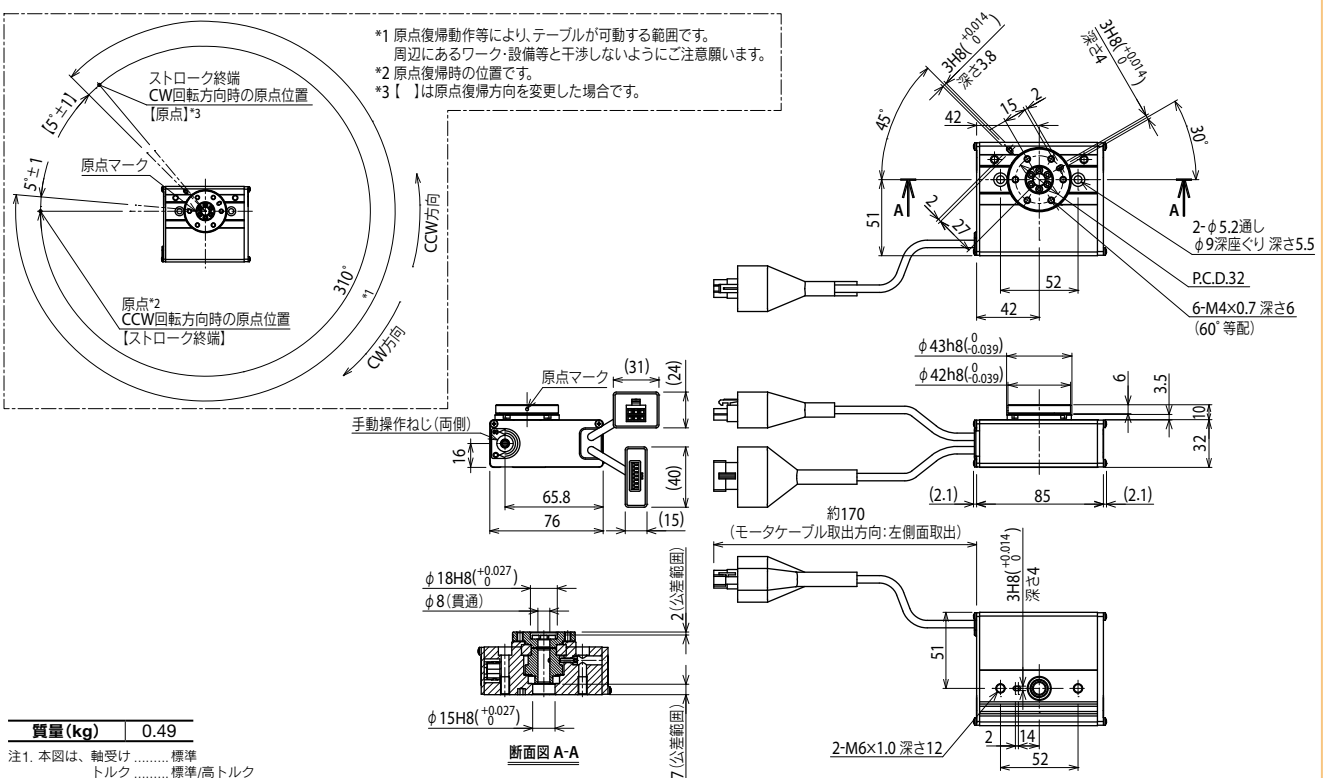 *1 原点復帰動作等により、テーブルが可動する範囲です。
周辺にあるワーク・設備等と干渉しないようにご注意願います。
*2 原点復帰時の位置です。
*3 【 】は原点復帰方向を変更した場合です。
ストローク終端
CW回転方向時の原点位置
【原点】*3
【5°±1】
原点マーク
5°±1
原点*2
CCW回転方向時の原点位置
【ストローク終端】
310°
*1
CCW方向
CW方向
3H8(+0.014 0)
深さ3.8
3H8(+0.014 0)
深さ4
45°
42
15
2
30°
51
A
A
2
27
2-φ5.2通し
φ9深座ぐり 深さ5.5
52
P.C.D.32
42
6-M4×0.7 深さ6
(60°等配)
原点マーク
(31)
(24)
手動操作ねじ(両側)
16
65.8
76
(40)
(15)
φ43h8(0 -0.039)
φ42h8(0 -0.039)
6
3.5
10
32
(2.1)
85
(2.1)
約170
(モータケーブル取出方向:左側面取出)
φ18H8(+0.027 0)
φ8(貫通)
2(公差範囲)
φ15H8(+0.027 0)
7(公差範囲)
断面図 A-A
3H8(+0.014 0)
深さ4
51
2-M6×1.0 深さ12
2
14
52
質量(kg) 0.49
注1. 本図は、軸受け………標準
トルク………標準/高トルク